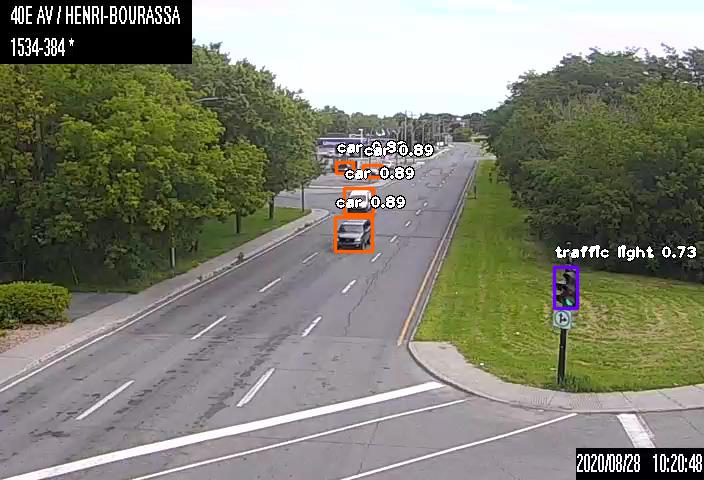 40E AV / HENRI-BOURASSA
1534-384 *
car 0.89
car 0.89
car 0.89
traffic light 0.73
2020/08/28 10:20:48